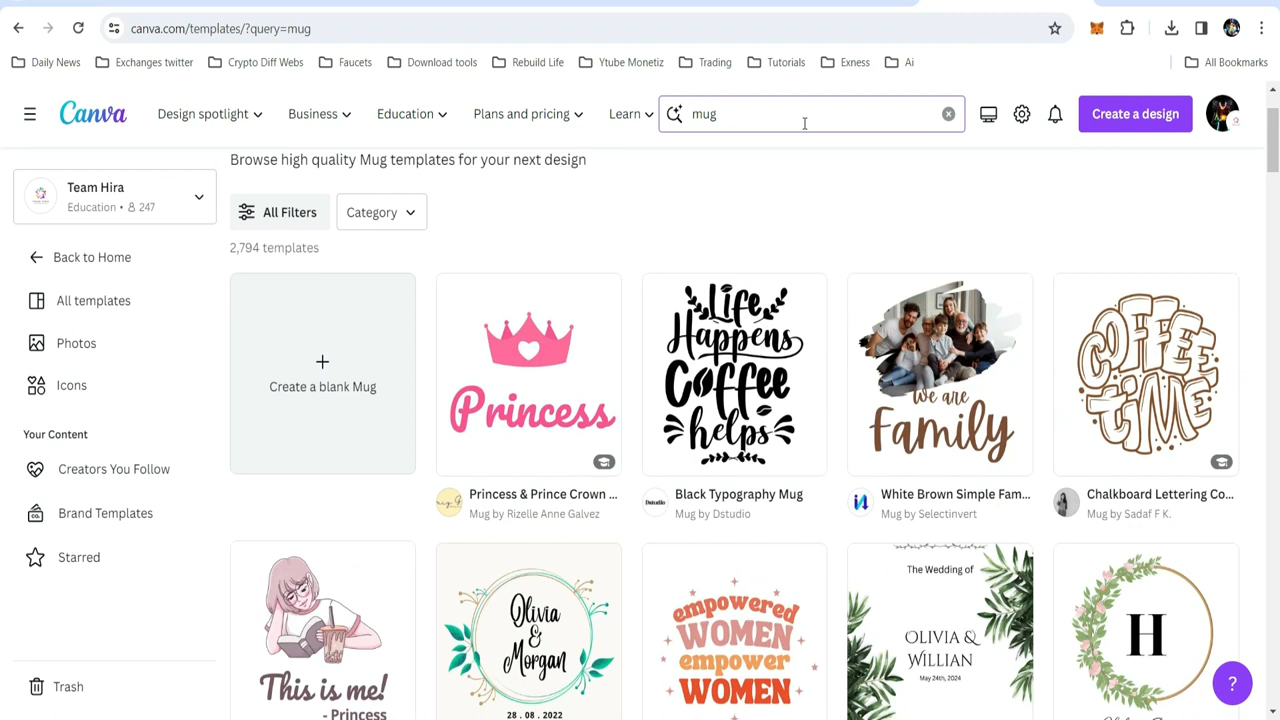 canva.com/templates/?query=mug
Daily News
Exchanges twitter
Crypto Diff Webs
Faucets
Download tools
Rebuild Life
Ytube Monetiz
Trading
Tutorials
Exness
Ai
All Bookmarks
Canva
Design spotlight
Business
Education
Plans and pricing
Learn
mug
Create a design
Browse high quality Mug templates for your next design
Team Hira
Education • 247
All Filters
Category
2,794 templates
Back to Home
All templates
Photos
Icons
Your Content
Creators You Follow
Brand Templates
Starred
Trash
+
Create a blank Mug
Princess
Princess & Prince Crown ...
Mug by Rizelle Anne Galvez
Life
Happens
Coffee
helps
Dstudio
Black Typography Mug
Mug by Dstudio
we are
Family
White Brown Simple Fam...
Mug by Selectinvert
COFFEE
TIME
Chalkboard Lettering Co...
Mug by Sadaf F K.
This is me!
- Princess
Olivia
&
Morgan
28 . 08 . 2022
empowered
WOMEN
empower
WOMEN
The Wedding of
OLIVIA &
WILLIAN
May 24th, 2024
H
?